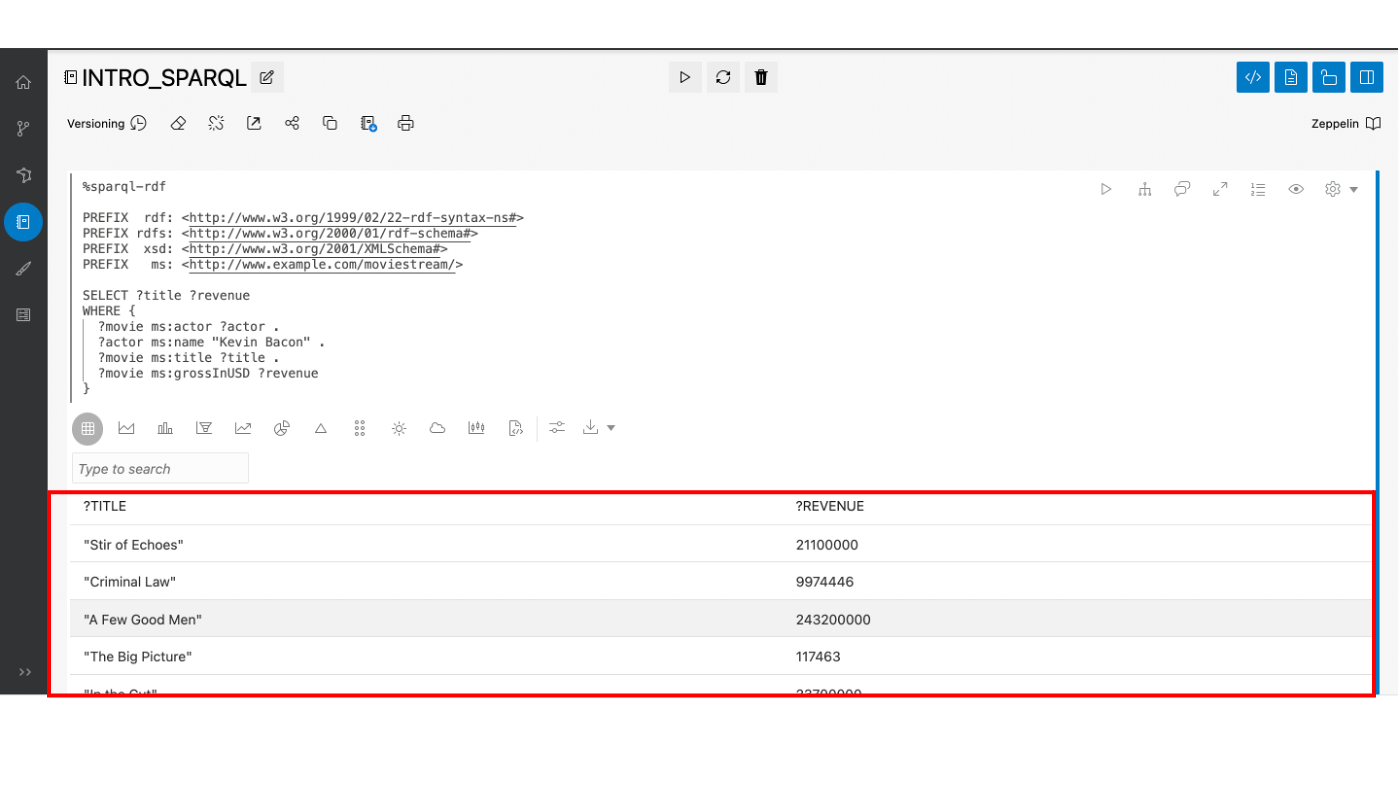 INTRO_SPARQL
Versioning
Zeppelin
%sparql-rdf
PREFIX  rdf: <http://www.w3.org/1999/02/22-rdf-syntax-ns#>
PREFIX rdfs: <http://www.w3.org/2000/01/rdf-schema#>
PREFIX  xsd: <http://www.w3.org/2001/XMLSchema#>
PREFIX   ms: <http://www.example.com/moviestream/>
SELECT ?title ?revenue
WHERE {
  ?movie ms:actor ?actor .
  ?actor ms:name "Kevin Bacon" .
  ?movie ms:title ?title .
  ?movie ms:grossInUSD ?revenue
}
Type to search
?TITLE ?REVENUE
"Stir of Echoes" 21100000
"Criminal Law" 9974446
"A Few Good Men" 243200000
"The Big Picture" 117463
"In the Cut"